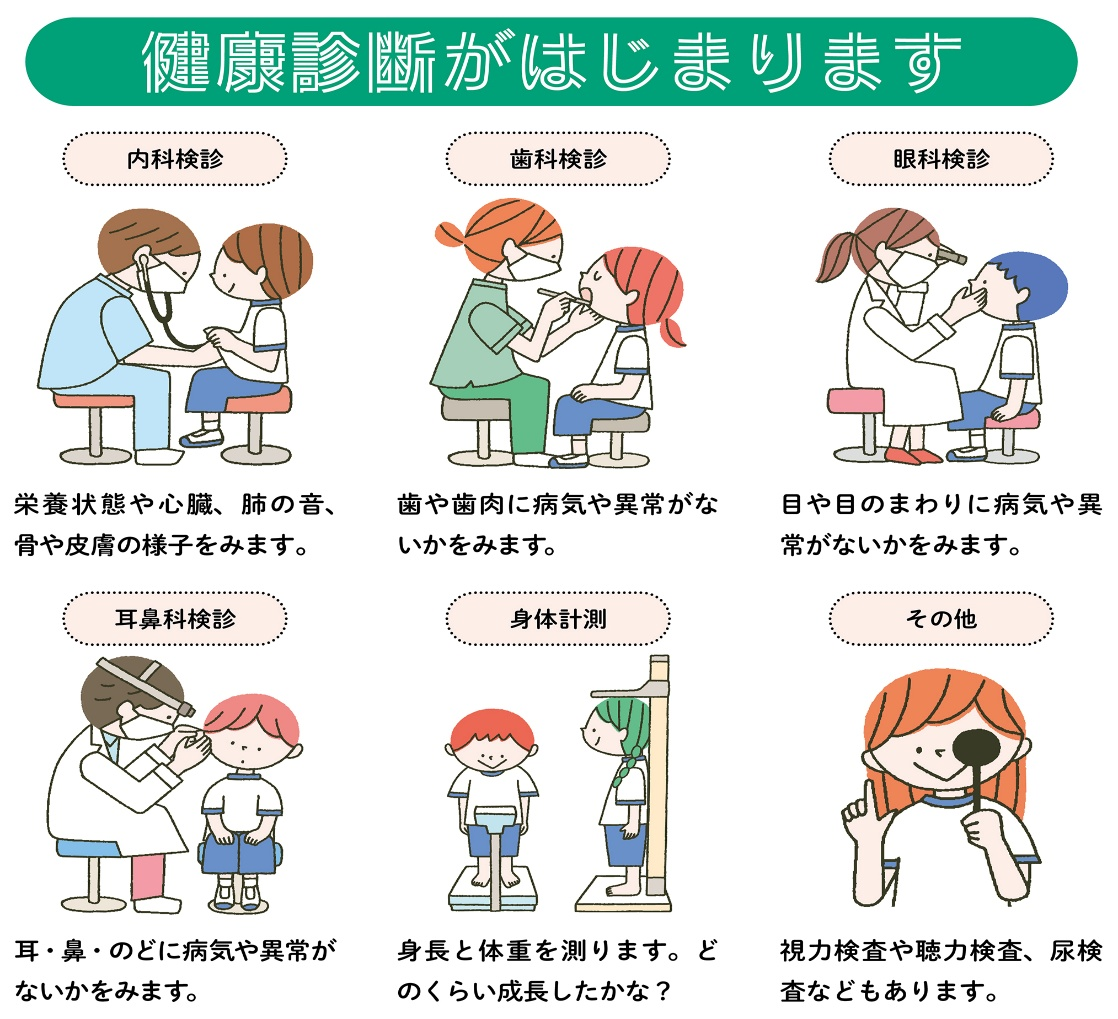 健康診断がはじまります
内科検診
歯科検診
眼科検診
栄養状態や心臓、肺の音、
骨や皮膚の様子をみます。
歯や歯肉に病気や異常がな
いかをみます。
目や目のまわりに病気や異
常がないかをみます。
耳鼻科検診
身体計測
その他
耳・鼻・のどに病気や異常が
ないかをみます。
身長と体重を測ります。ど
のくらい成長したかな？
視力検査や聴力検査、尿検
査などもあります。